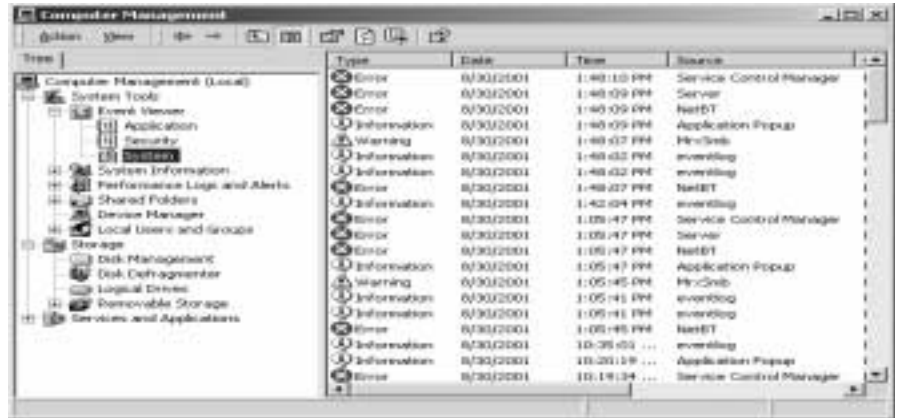 Computer Management
Action View
Tree
Computer Management (Local)
System Tools
Event Viewer
Application
Security
System
System Information
Performance Logs and Alerts
Shared Folders
Device Manager
Local Users and Groups
Storage
Disk Management
Disk Defragmenter
Logical Drives
Removable Storage
Services and Applications
Type Date Time Source
Error 8/30/2001 1:48:10 PM Service Control Manager
Error 8/30/2001 1:48:09 PM Server
Error 8/30/2001 1:48:09 PM NetBT
Information 8/30/2001 1:48:09 PM Application Popup
Warning 8/30/2001 1:48:07 PM MrxSmb
Information 8/30/2001 1:48:02 PM eventlog
Information 8/30/2001 1:48:02 PM eventlog
Error 8/30/2001 1:48:07 PM NetBT
Information 8/30/2001 1:42:04 PM eventlog
Error 8/30/2001 1:05:47 PM Service Control Manager
Error 8/30/2001 1:05:47 PM Server
Error 8/30/2001 1:05:47 PM NetBT
Information 8/30/2001 1:05:47 PM Application Popup
Warning 8/30/2001 1:05:45 PM MrxSmb
Information 8/30/2001 1:05:41 PM eventlog
Information 8/30/2001 1:05:41 PM eventlog
Error 8/30/2001 1:05:45 PM NetBT
Information 8/30/2001 10:35:01 ... eventlog
Information 8/30/2001 10:20:19 ... Application Popup
Error 8/30/2001 10:19:34 ... Service Control Manager